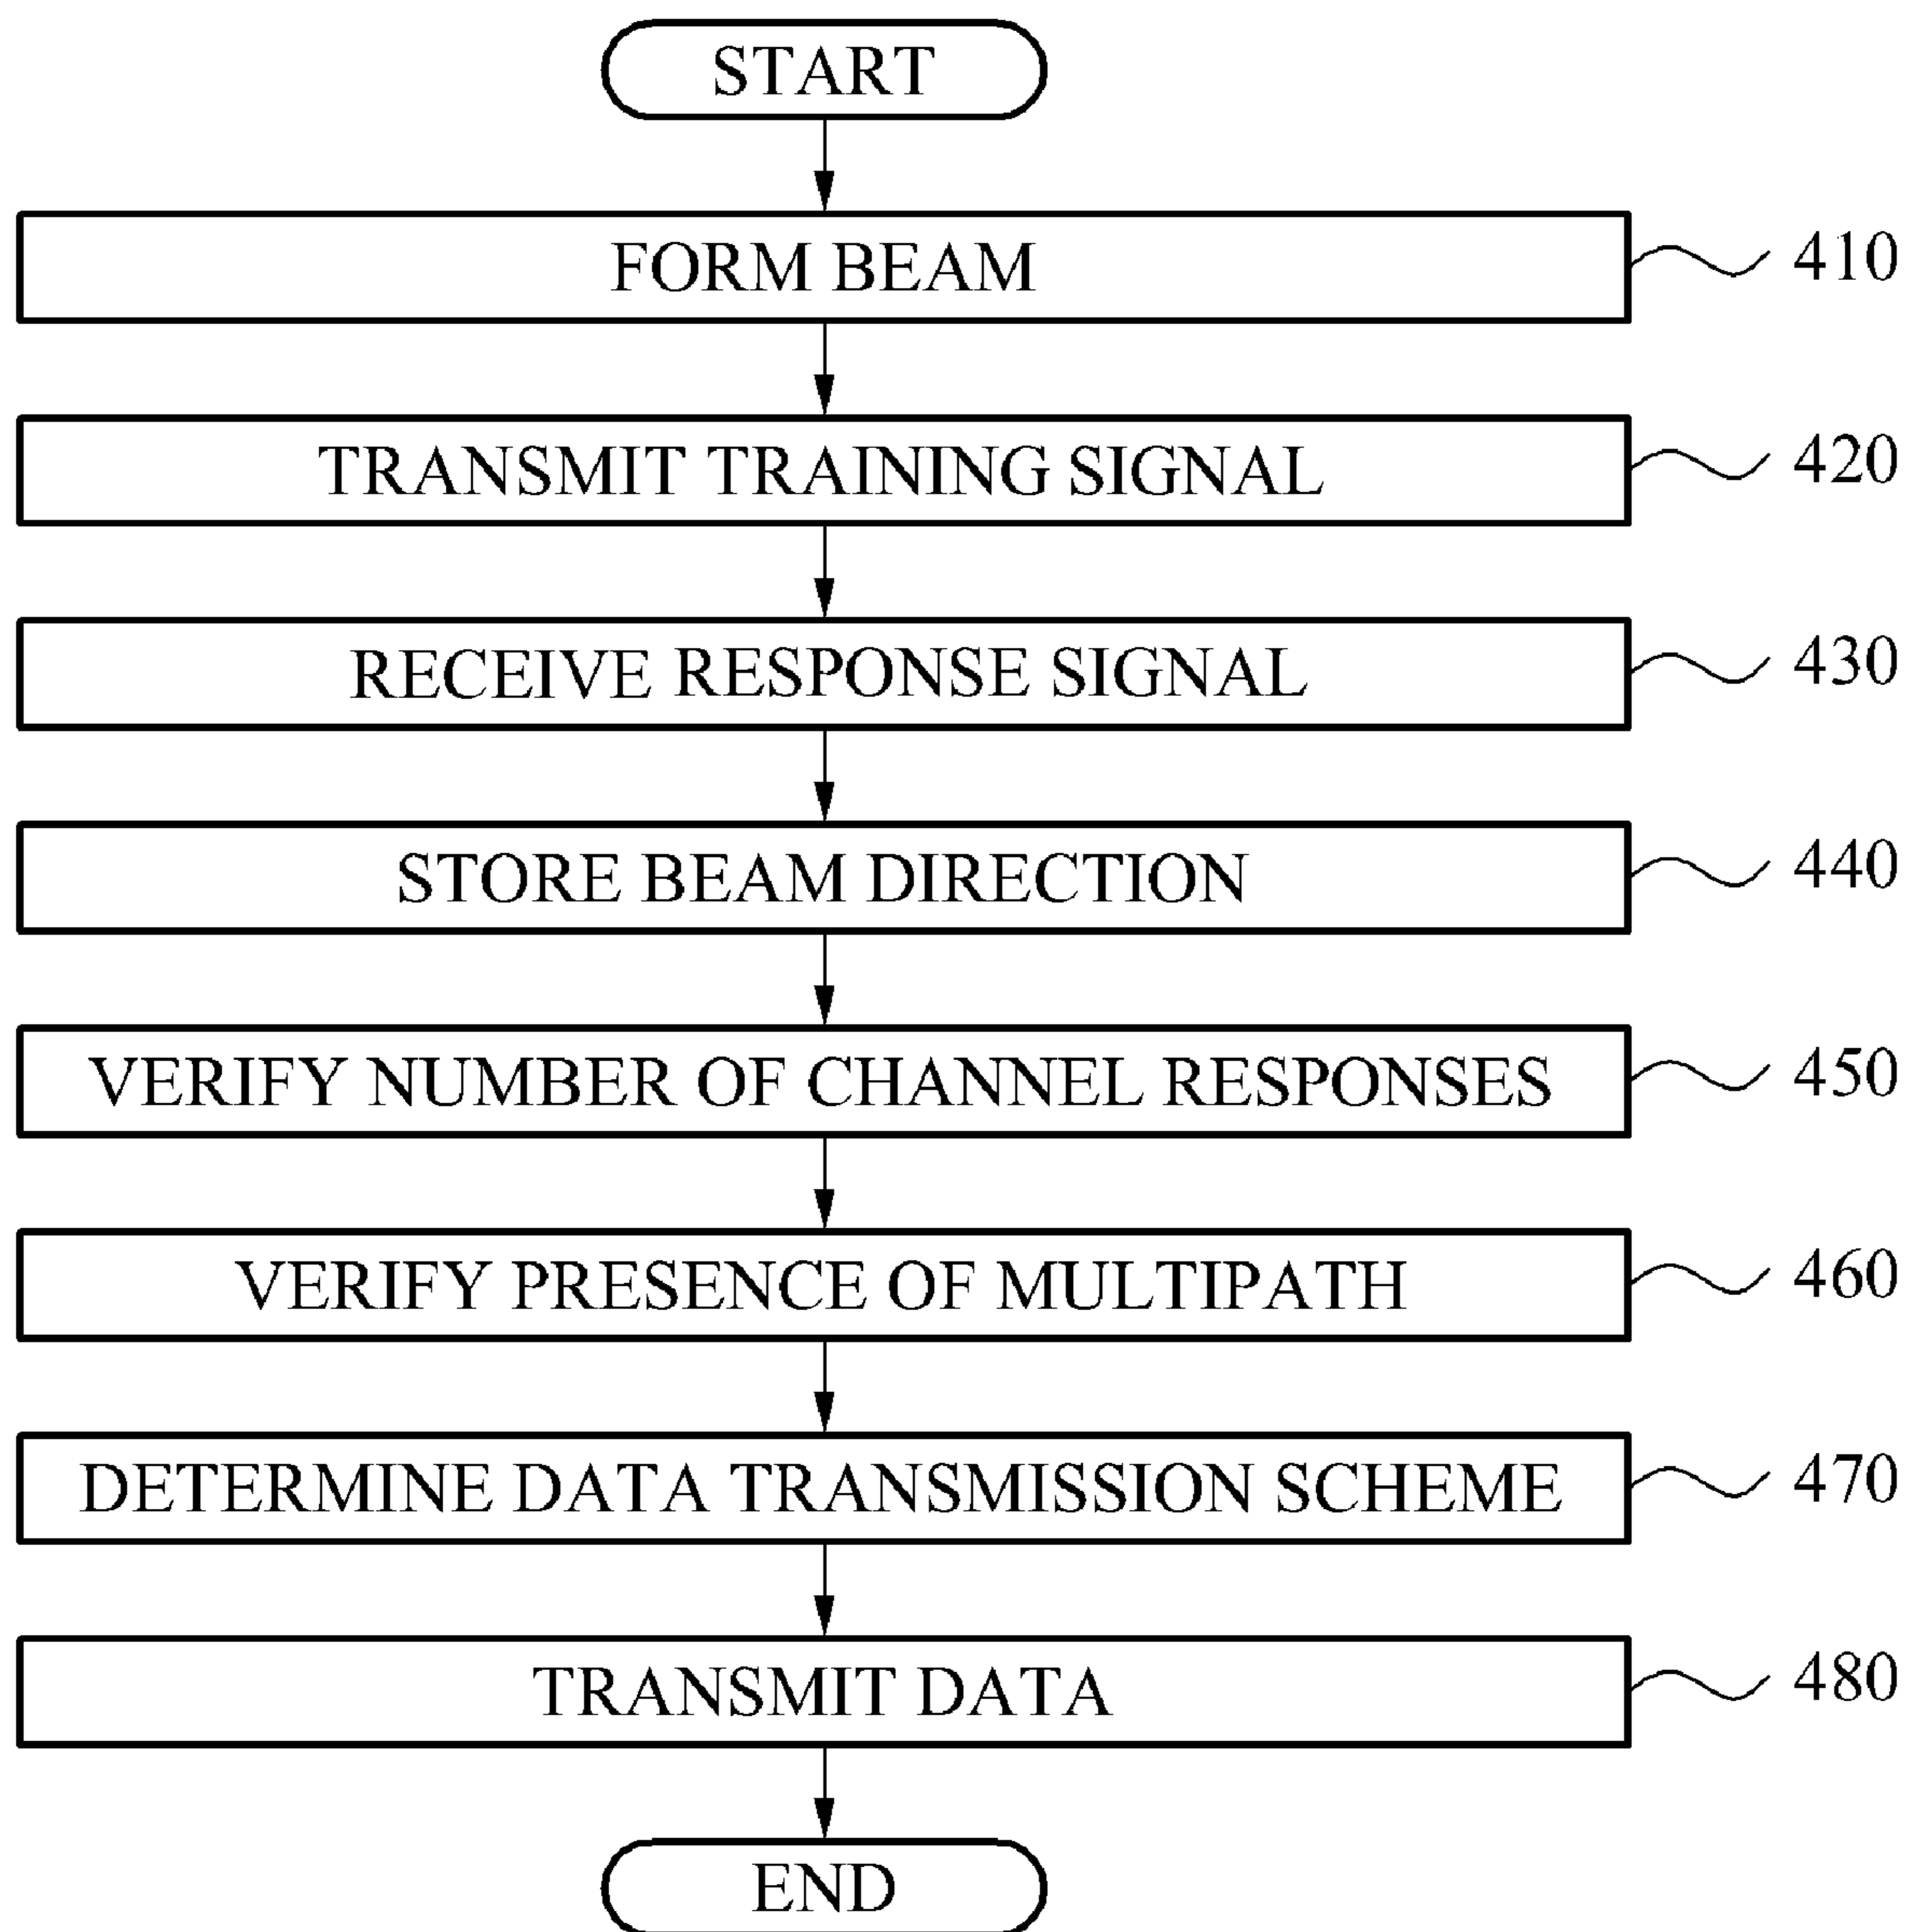 START
FORM BEAM 410
TRANSMIT TRAINING SIGNAL 420
RECEIVE RESPONSE SIGNAL 430
STORE BEAM DIRECTION 440
VERIFY NUMBER OF CHANNEL RESPONSES 450
VERIFY PRESENCE OF MULTIPATH 460
DETERMINE DATA TRANSMISSION SCHEME 470
TRANSMIT DATA 480
END